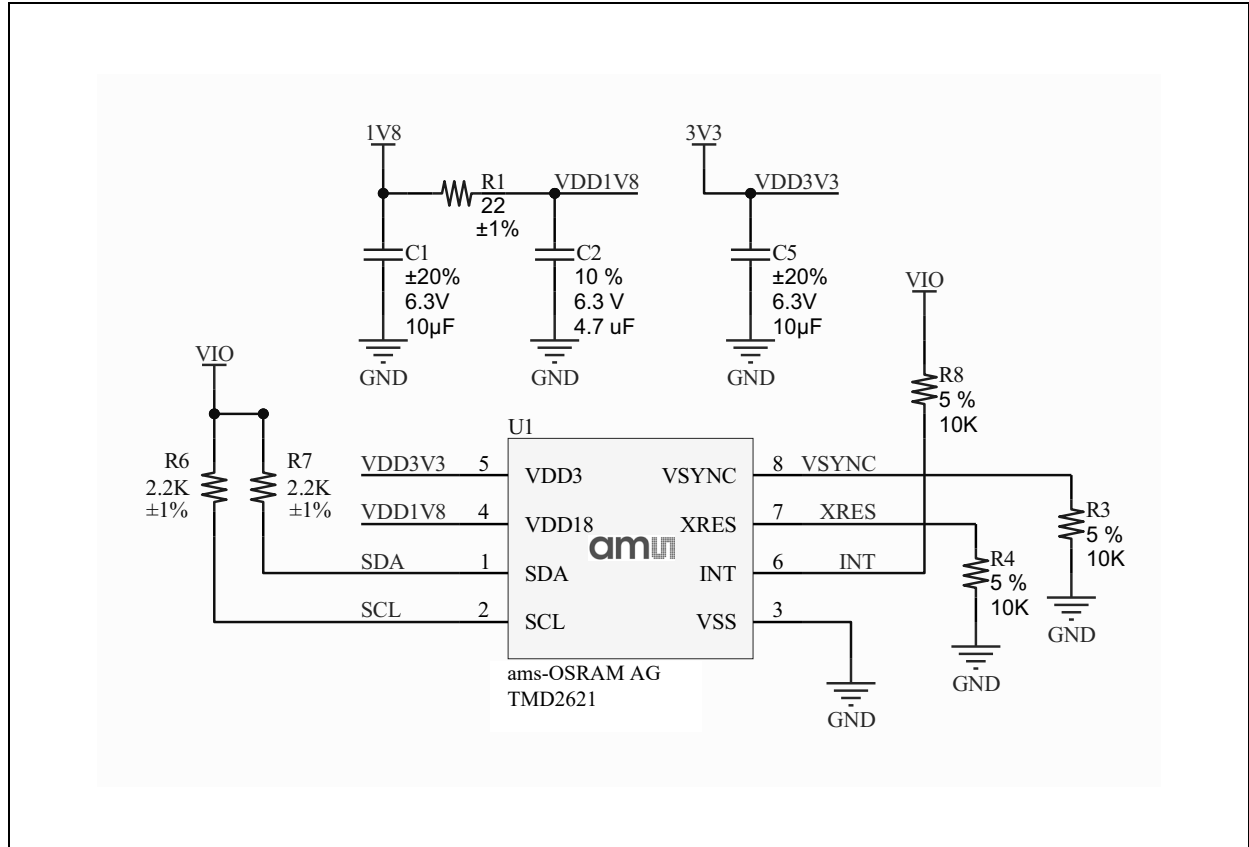 1V8
3V3
R1
22
±1%
VDD1V8
VDD3V3
C1
±20%
6.3V
10µF
C2
10 %
6.3 V
4.7 uF
C5
±20%
6.3V
10µF
VIO
GND
GND
GND
VIO
R8
5 %
10K
R6
2.2K
±1%
R7
2.2K
±1%
U1
VDD3V3 5 VDD3 VSYNC 8 VSYNC
VDD1V8 4 VDD18 XRES 7 XRES
am
SDA 1 SDA INT 6 INT
SCL 2 SCL VSS 3
R3
5 %
10K
R4
5 %
10K
GND
GND
GND
ams-OSRAM AG
TMD2621